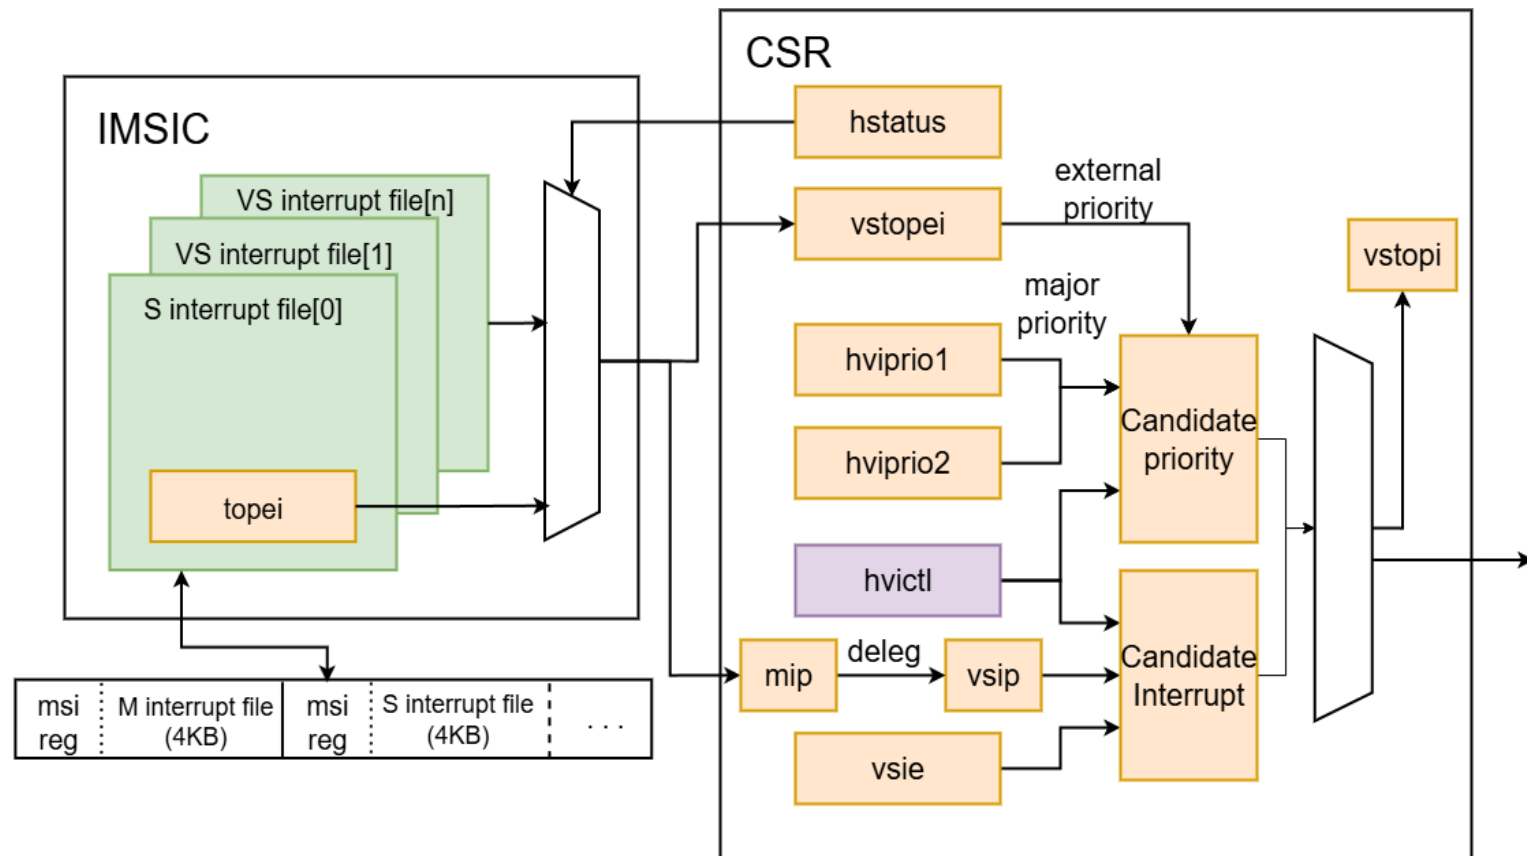 CSR
IMSIC
hstatus
VS interrupt file[n]
VS interrupt file[1]
S interrupt file[0]
topei
external
priority
vstopei
vstopi
major
priority
hviprio1
hviprio2
Candidate
priority
hvictl
mip
deleg
vsip
Candidate
Interrupt
vsie
msi
reg
M interrupt file
(4KB)
msi
reg
S interrupt file
(4KB)
. . .